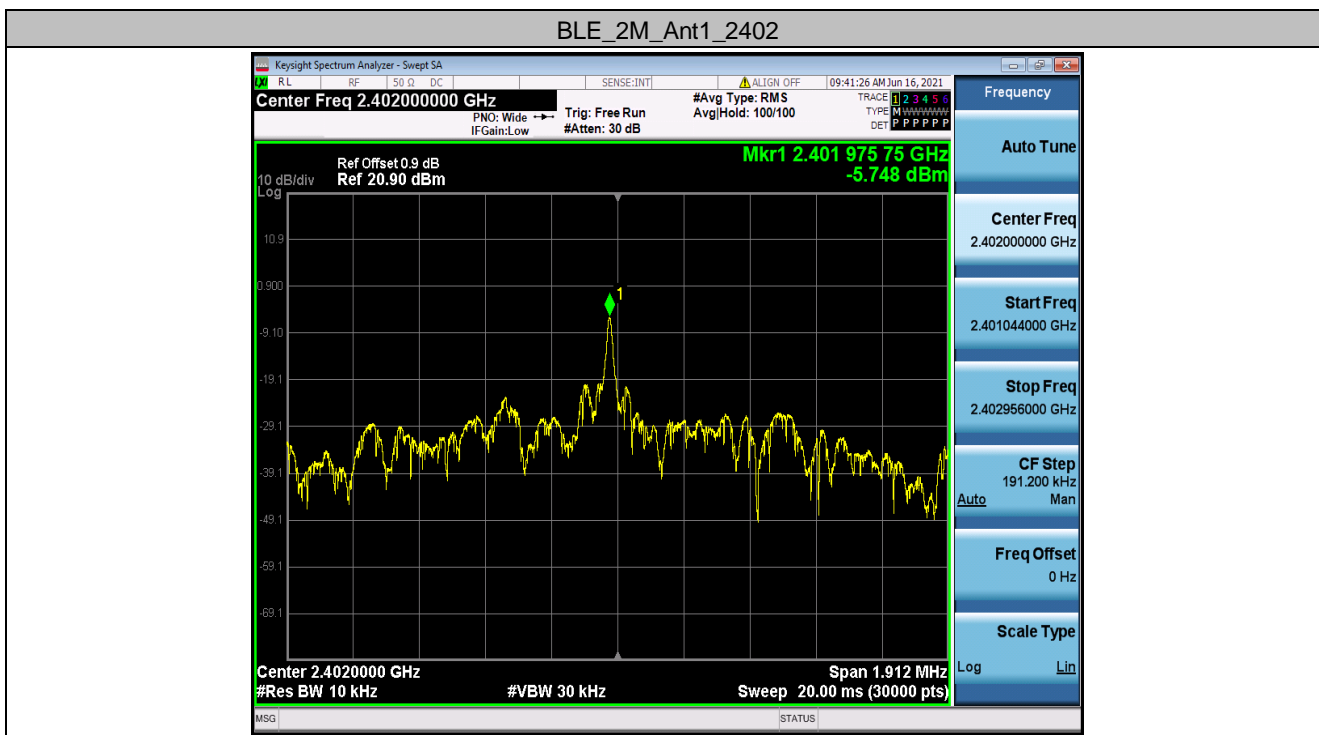 BLE_2M_Ant1_2402
Keysight Spectrum Analyzer - Swept SA
LXI RL RF 50 Ω DC SENSE:INT ALIGN OFF 09:41:26 AM Jun 16, 2021
Center Freq 2.402000000 GHz
PNO: Wide
IFGain:Low
Trig: Free Run
#Atten: 30 dB
#Avg Type: RMS
Avg|Hold: 100/100
TRACE 1 2 3 4 5 6
TYPE M WWWWW
DET P P P P P P
Mkr1 2.401 975 75 GHz
-5.748 dBm
Ref Offset 0.9 dB
10 dB/div Ref 20.90 dBm
Log
10.9
0.900
-9.10
-19.1
-29.1
-39.1
-49.1
-59.1
-69.1
1
Center 2.4020000 GHz Span 1.912 MHz
#Res BW 10 kHz #VBW 30 kHz Sweep 20.00 ms (30000 pts)
MSG STATUS
Frequency
Auto Tune
Center Freq
2.402000000 GHz
Start Freq
2.401044000 GHz
Stop Freq
2.402956000 GHz
CF Step
191.200 kHz
Auto Man
Freq Offset
0 Hz
Scale Type
Log Lin